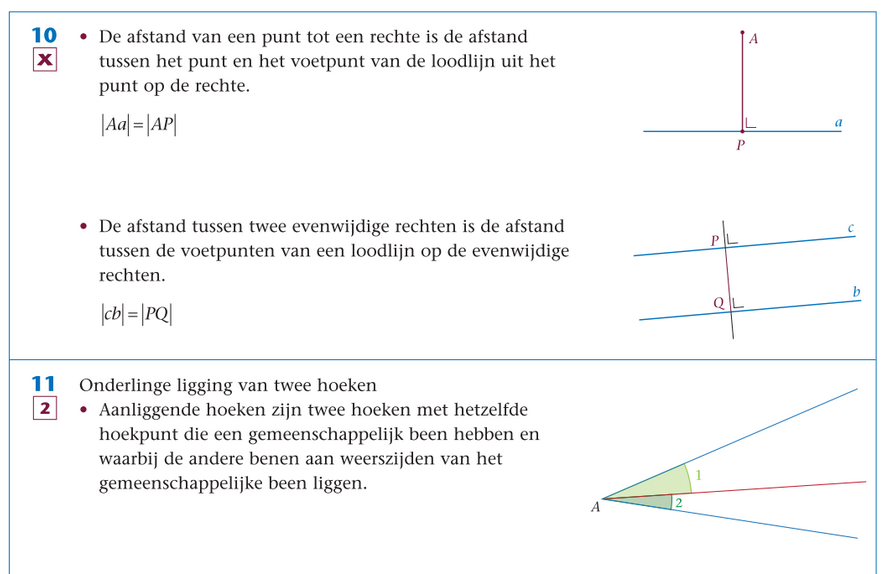 10
X
• De afstand van een punt tot een rechte is de afstand
tussen het punt en het voetpunt van de loodlijn uit het
punt op de rechte.
|Aa|=|AP|
A
a
P
• De afstand tussen twee evenwijdige rechten is de afstand
tussen de voetpunten van een loodlijn op de evenwijdige
rechten.
|cb|=|PQ|
P
c
Q
b
11
2
Onderlinge ligging van twee hoeken
• Aanliggende hoeken zijn twee hoeken met hetzelfde
hoekpunt die een gemeenschappelijk been hebben en
waarbij de andere benen aan weerszijden van het
gemeenschappelijke been liggen.
1
A
2